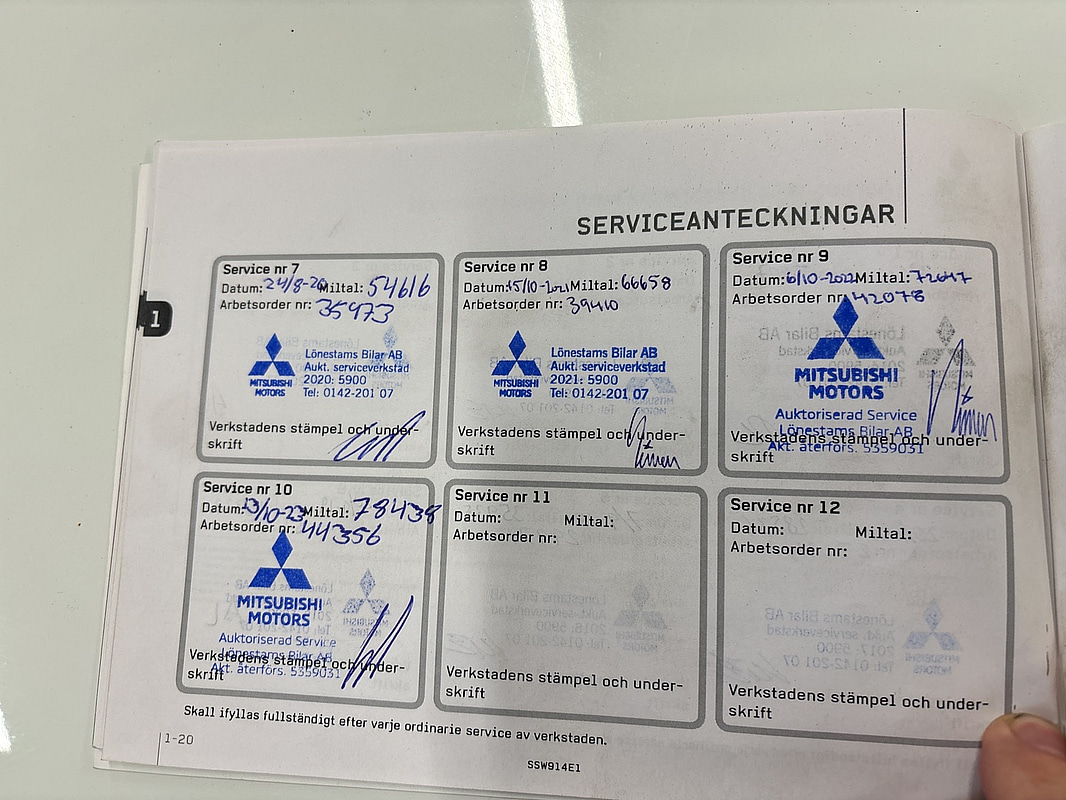 SERVICEANTECKNINGAR
1
Service nr 7
Datum: 24/8-20 Miltal: 54616
Arbetsorder nr: 35973
MITSUBISHI
MOTORS
Lönestams Bilar AB
Aukt. serviceverkstad
2020: 5900
Tel: 0142-201 07
Verkstadens stämpel och under-
skrift
Service nr 8
Datum: 15/10-2021 Miltal: 66658
Arbetsorder nr: 39410
MITSUBISHI
MOTORS
Lönestams Bilar AB
Aukt. serviceverkstad
2021: 5900
Tel: 0142-201 07
Verkstadens stämpel och under-
skrift
Service nr 9
Datum: 6/10-2022 Miltal: 72647
Arbetsorder nr: 42078
MITSUBISHI
MOTORS
Auktoriserad Service
Lönestams Bilar AB
Verkstadens stämpel och under-
Akt. återförs. 5359031
skrift
Service nr 10
Datum: 13/10-23 Miltal: 78438
Arbetsorder nr: 44356
MITSUBISHI
MOTORS
Auktoriserad Service
Lönestams Bilar AB
Verkstadens stämpel och under-
Akt. återförs. 5359031
skrift
Service nr 11
Datum: Miltal:
Arbetsorder nr:
Verkstadens stämpel och under-
skrift
Service nr 12
Datum: Miltal:
Arbetsorder nr:
Verkstadens stämpel och under-
skrift
Skall ifyllas fullständigt efter varje ordinarie service av verkstaden.
1-20
SSW914E1